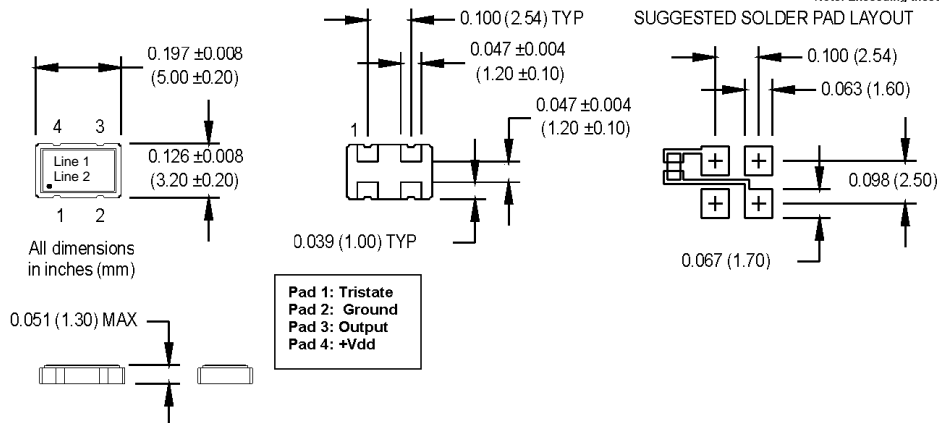 SUGGESTED SOLDER PAD LAYOUT
0.197 ±0.008
(5.00 ±0.20)
4 3
Line 1
Line 2
1 2
0.126 ±0.008
(3.20 ±0.20)
All dimensions
in inches (mm)
0.100 (2.54) TYP
0.047 ±0.004
(1.20 ±0.10)
0.047 ±0.004
(1.20 ±0.10)
1
0.039 (1.00) TYP
0.100 (2.54)
0.063 (1.60)
0.098 (2.50)
0.067 (1.70)
Pad 1: Tristate
Pad 2: Ground
Pad 3: Output
Pad 4: +Vdd
0.051 (1.30) MAX